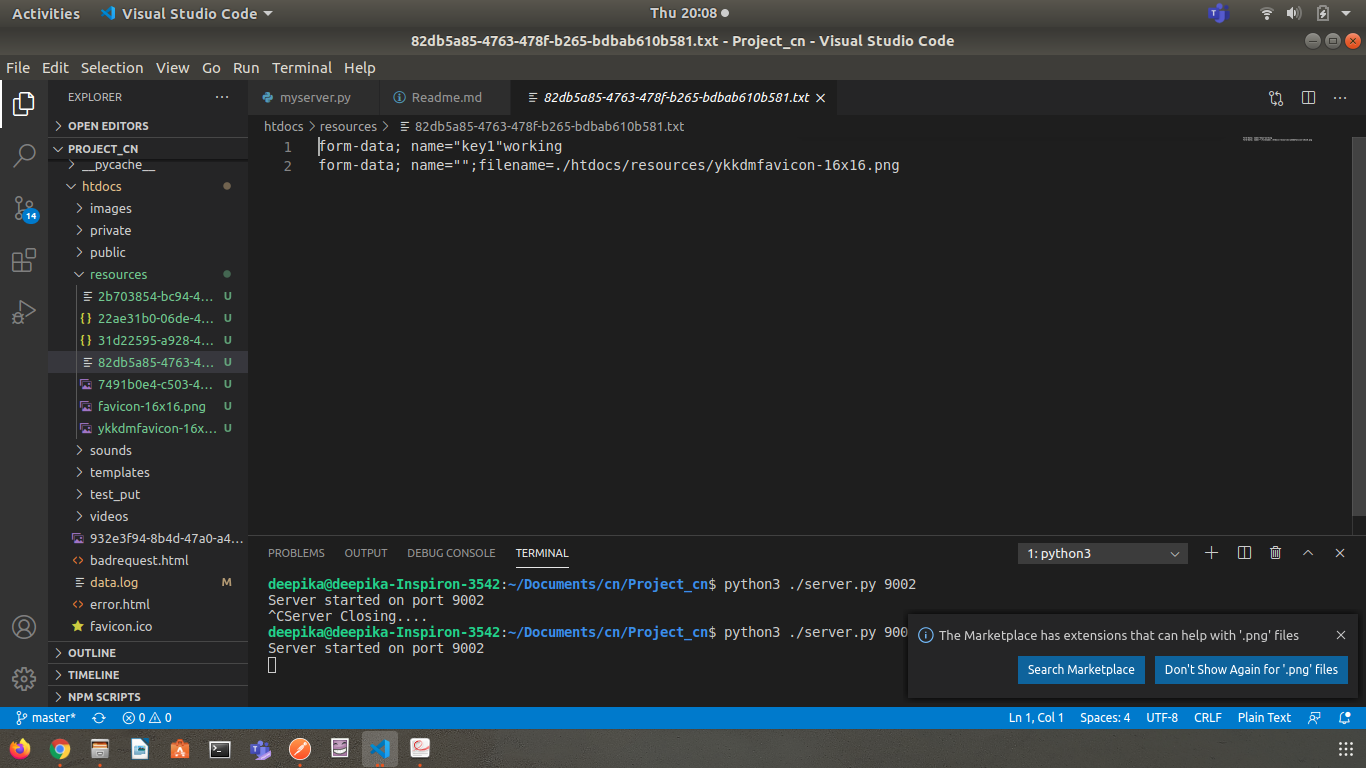 Activities Visual Studio Code Thu 20:08
82db5a85-4763-478f-b265-bdbab610b581.txt - Project_cn - Visual Studio Code
File Edit Selection View Go Run Terminal Help
EXPLORER ···
OPEN EDITORS
PROJECT_CN
__pycache__
htdocs
images
private
public
resources
2b703854-bc94-4... U
22ae31b0-06de-4... U
31d22595-a928-4... U
82db5a85-4763-4... U
7491b0e4-c503-4... U
favicon-16x16.png U
ykkdmfavicon-16x... U
sounds
templates
test_put
videos
932e3f94-8b4d-47a0-a4...
badrequest.html
data.log M
error.html
favicon.ico
OUTLINE
TIMELINE
NPM SCRIPTS
14
myserver.py Readme.md 82db5a85-4763-478f-b265-bdbab610b581.txt
htdocs > resources > 82db5a85-4763-478f-b265-bdbab610b581.txt
1 form-data; name="key1"working
2 form-data; name="";filename=./htdocs/resources/ykkdmfavicon-16x16.png
PROBLEMS OUTPUT DEBUG CONSOLE TERMINAL 1: python3
deepika@deepika-Inspiron-3542:~/Documents/cn/Project_cn$ python3 ./server.py 9002
Server started on port 9002
^CServer Closing....
deepika@deepika-Inspiron-3542:~/Documents/cn/Project_cn$ python3 ./server.py 900
Server started on port 9002
The Marketplace has extensions that can help with '.png' files
Search Marketplace Don't Show Again for '.png' files
master* 0 0 Ln 1, Col 1 Spaces: 4 UTF-8 CRLF Plain Text